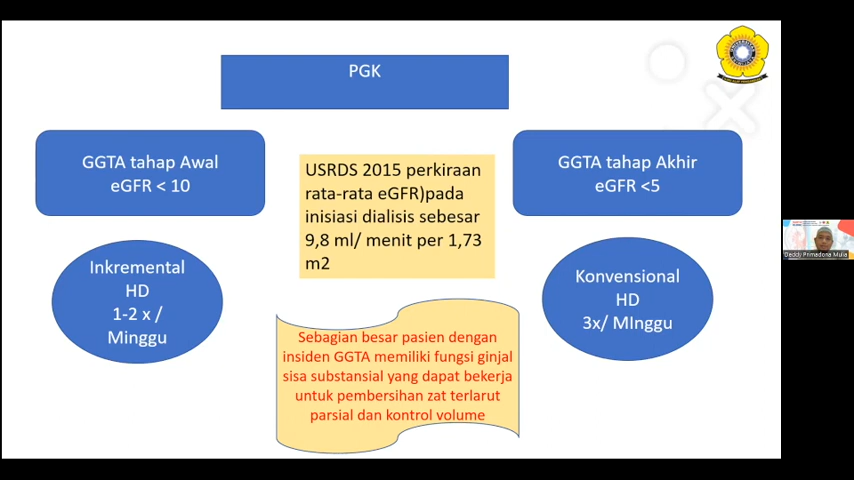 PGK
GGTA tahap Awal
eGFR < 10
USRDS 2015 perkiraan
rata-rata eGFR)pada
inisiasi dialisis sebesar
9,8 ml/ menit per 1,73
m2
GGTA tahap Akhir
eGFR <5
Inkremental
HD
1-2 x /
Minggu
Konvensional
HD
3x/ MInggu
Sebagian besar pasien dengan
insiden GGTA memiliki fungsi ginjal
sisa substansial yang dapat bekerja
untuk pembersihan zat terlarut
parsial dan kontrol volume
Deddy Primadona Mula